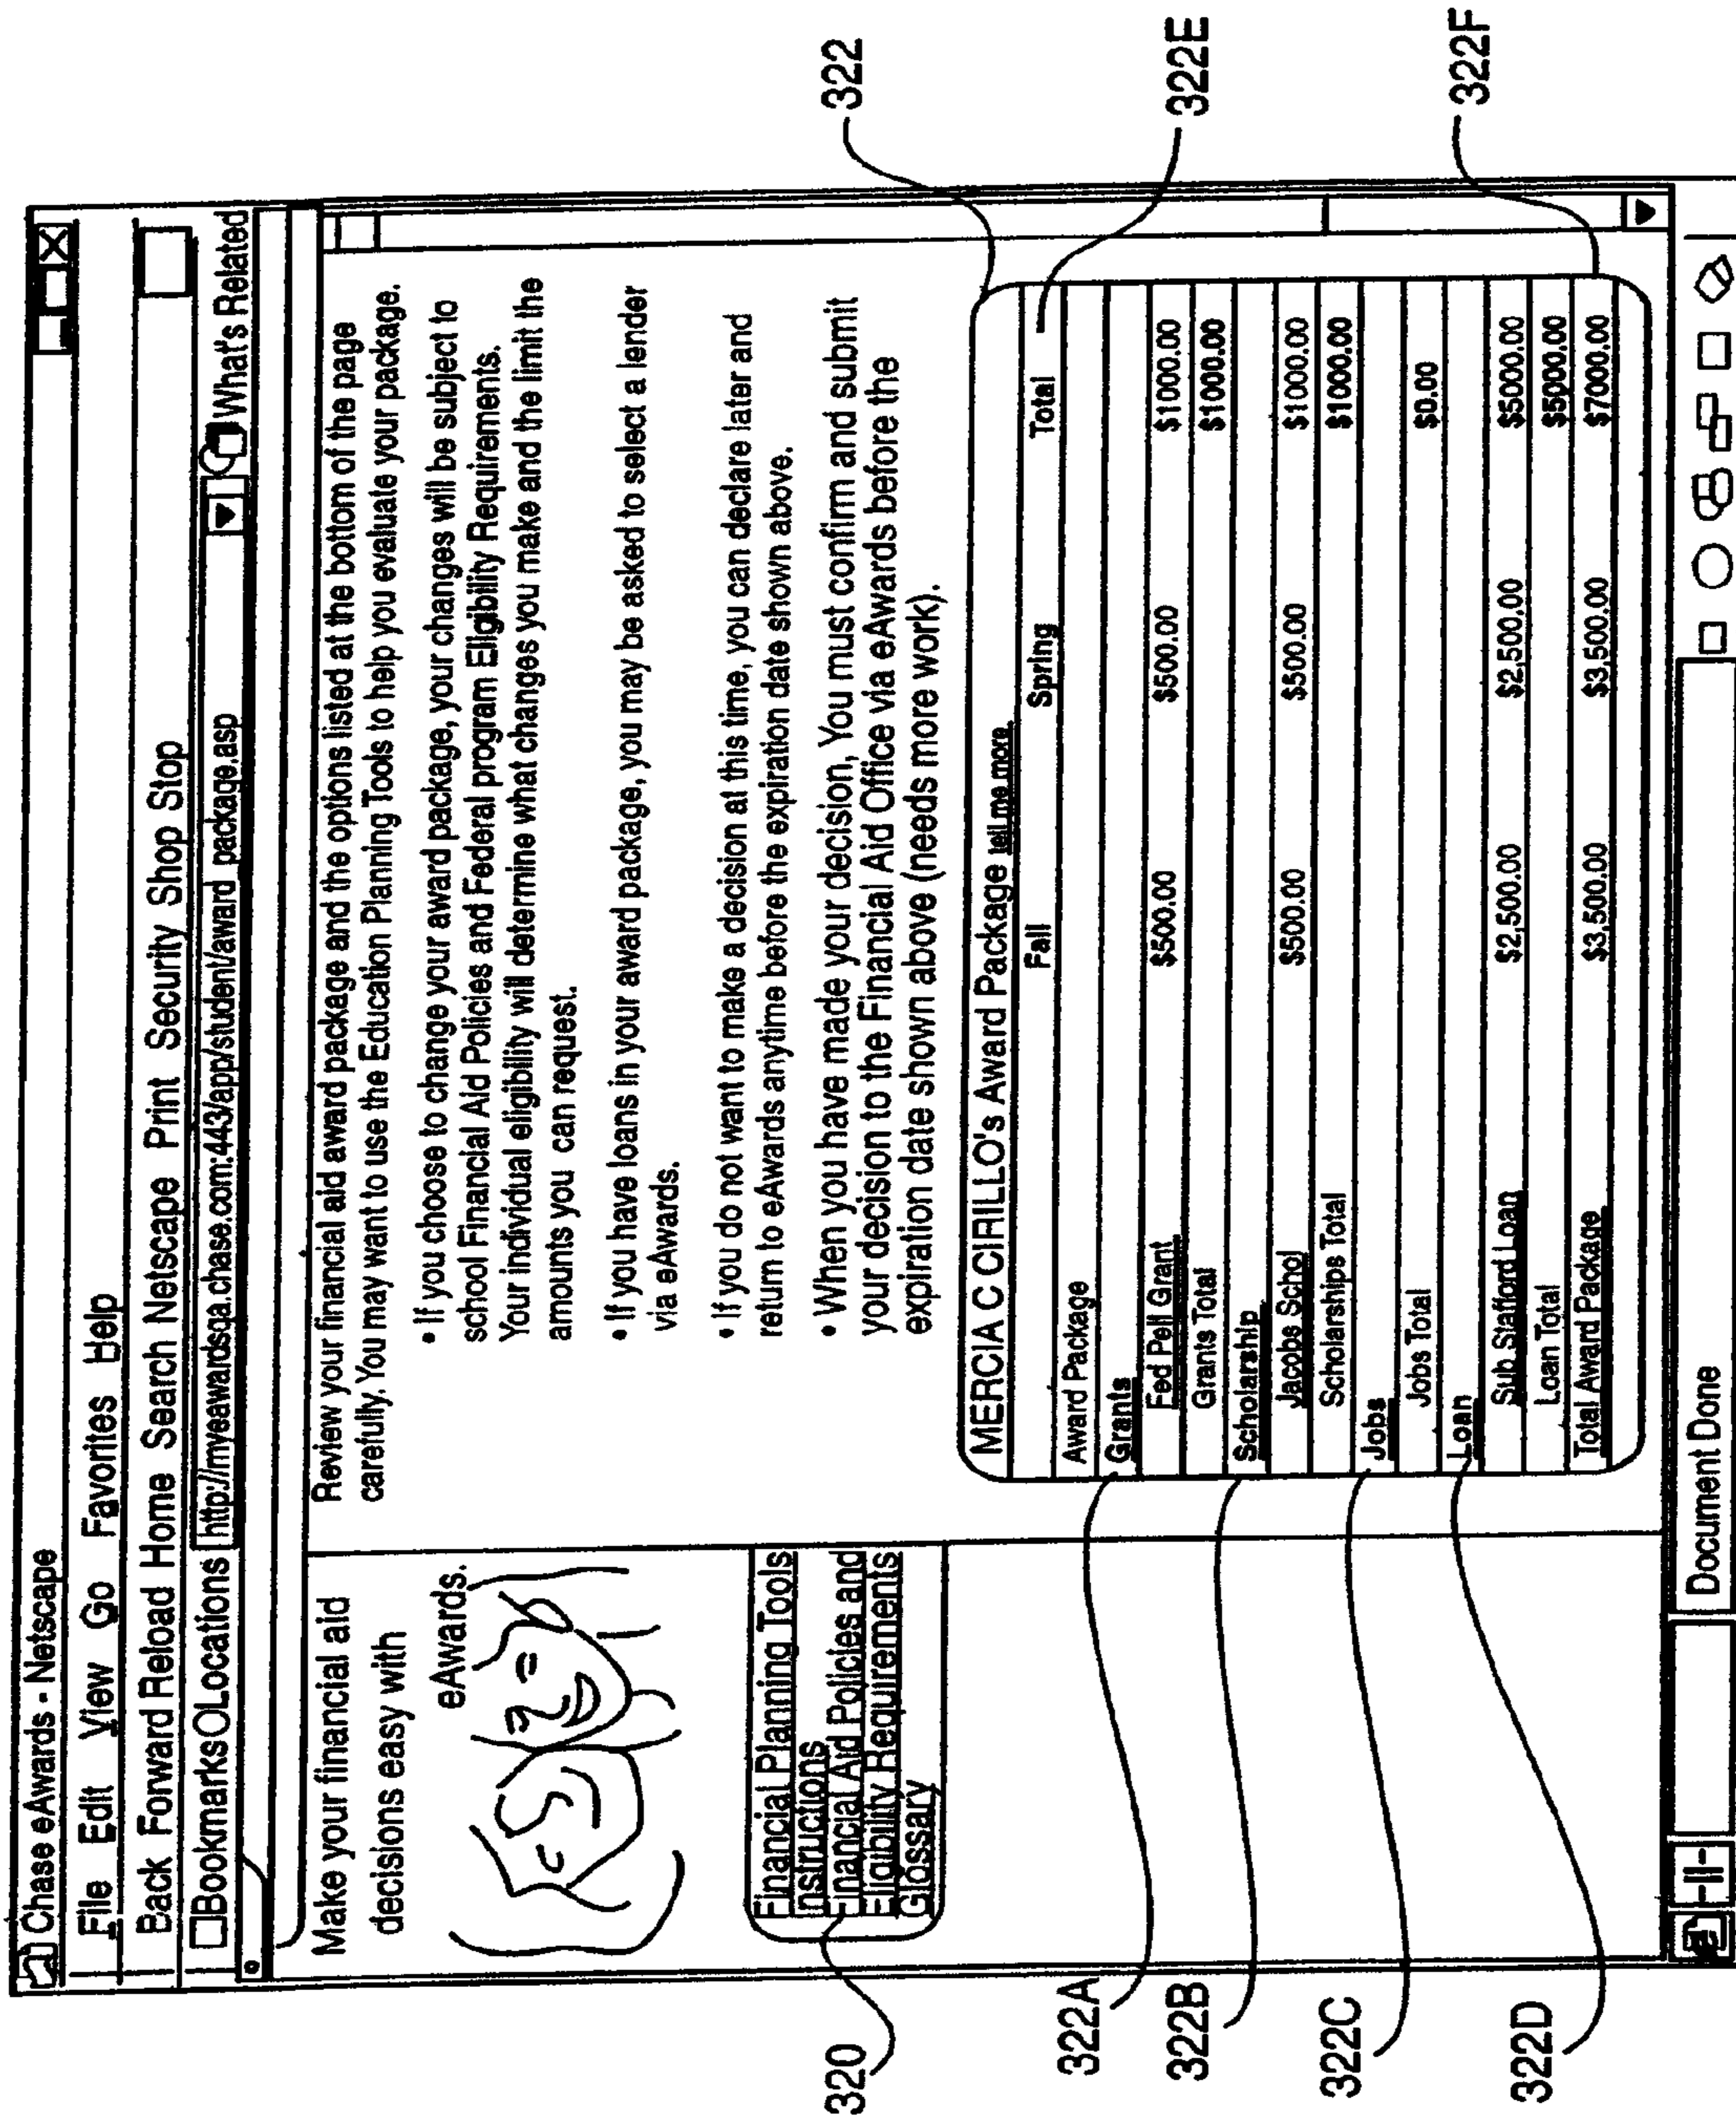 Chase eAwards - Netscape
File Edit View Go Favorites Help
Back Forward Reload Home Search Netscape Print Security Shop Stop
Bookmarks Locations http://myeawardsqa.chase.com:443/app/student/award_package.asp What's Related
Make your financial aid
decisions easy with
eAwards.
Financial Planning Tools
Instructions
Financial Aid Policies and
Eligibility Requirements
Glossary
320
Review your financial aid award package and the options listed at the bottom of the page
carefully. You may want to use the Education Planning Tools to help you evaluate your package.
• If you choose to change your award package, your changes will be subject to
school Financial Aid Policies and Federal program Eligibility Requirements.
Your individual eligibility will determine what changes you make and the limit the
amounts you can request.
• If you have loans in your award package, you may be asked to select a lender
via eAwards.
• If you do not want to make a decision at this time, you can declare later and
return to eAwards anytime before the expiration date shown above.
• When you have made your decision, You must confirm and submit
your decision to the Financial Aid Office via eAwards before the
expiration date shown above (needs more work).
322
MERCIA C CIRILLO's Award Package tell me more
Fall Spring Total
322E
Award Package
322A
Grants
Fed Pell Grant $500.00 $500.00 $1000.00
Grants Total $1000.00
322B
Scholarship
Jacobs Schol $500.00 $500.00 $1000.00
Scholarships Total $1000.00
322C
Jobs
Jobs Total $0.00
322D
Loan
Sub Stafford Loan $2,500.00 $2,500.00 $5000.00
Loan Total $5000.00
Total Award Package $3,500.00 $3,500.00 $7000.00
322F
Document Done